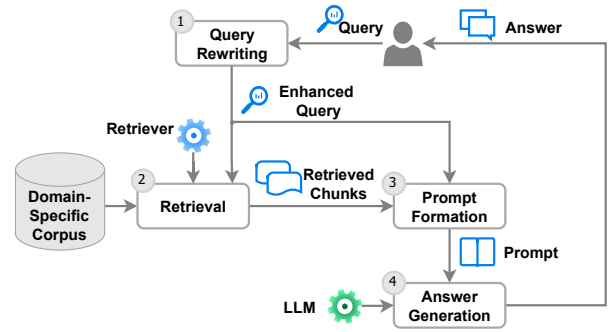 1
Query
Rewriting
Query
Answer
Enhanced
Query
Retriever
Domain-
Specific
Corpus
2
Retrieval
Retrieved
Chunks
3
Prompt
Formation
Prompt
LLM
4
Answer
Generation